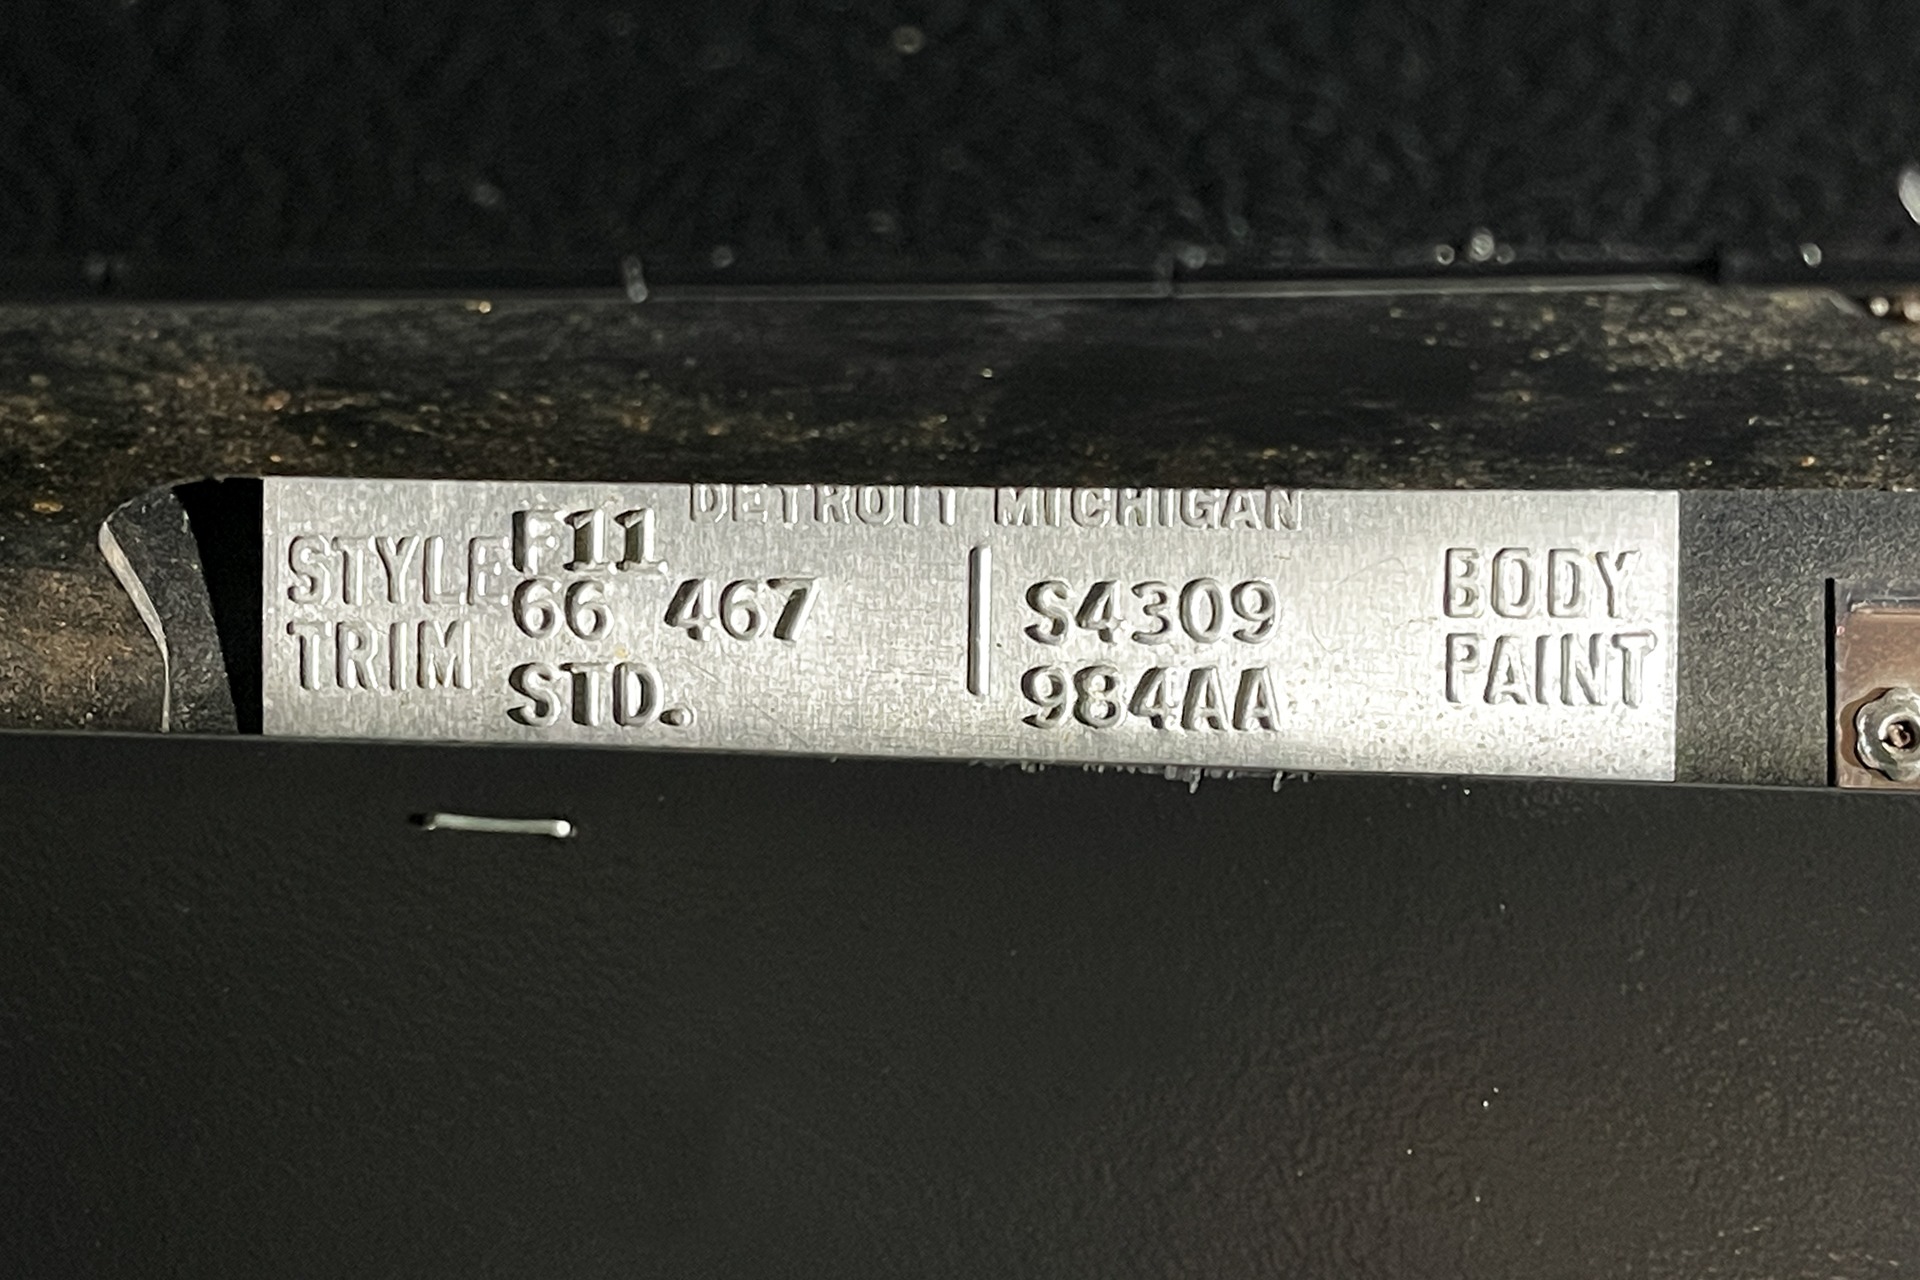 DETROIT MICHIGAN
F11
STYLE 66 467 S4309 BODY
TRIM STD. 984AA PAINT